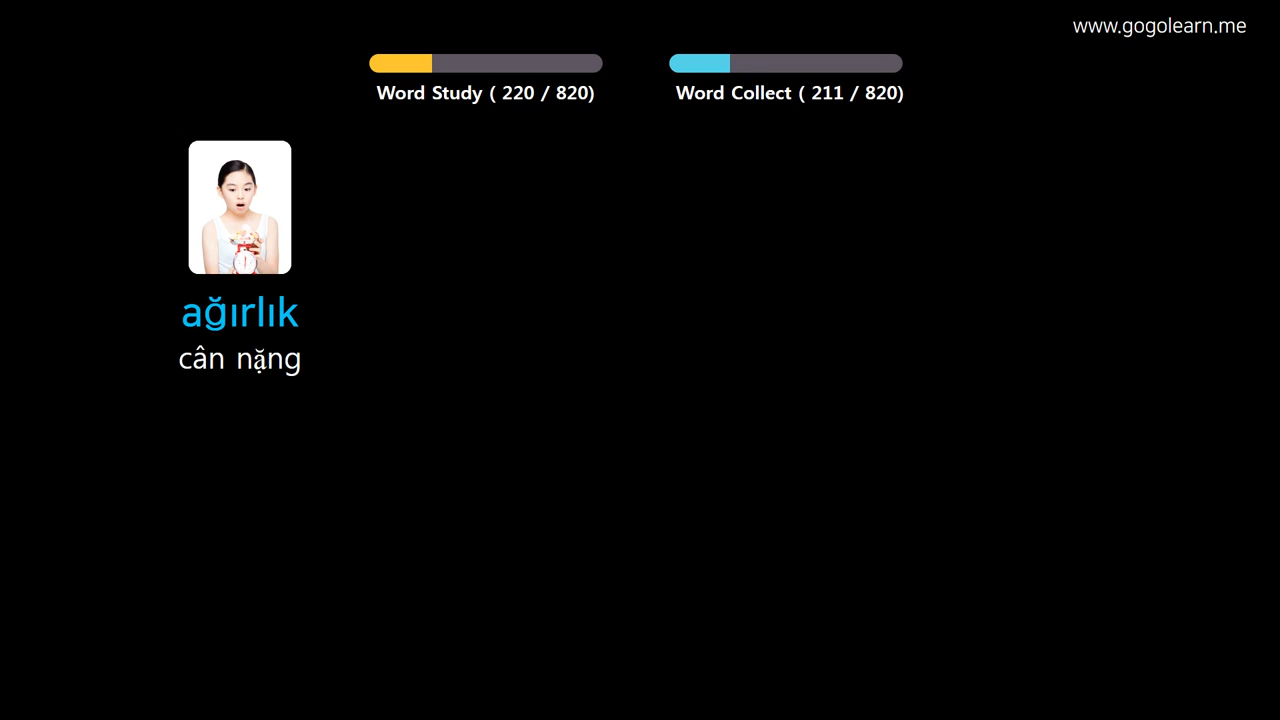 www.gogolearn.me
Word Study ( 220 / 820)
Word Collect ( 211 / 820)
ağırlık
cân nặng